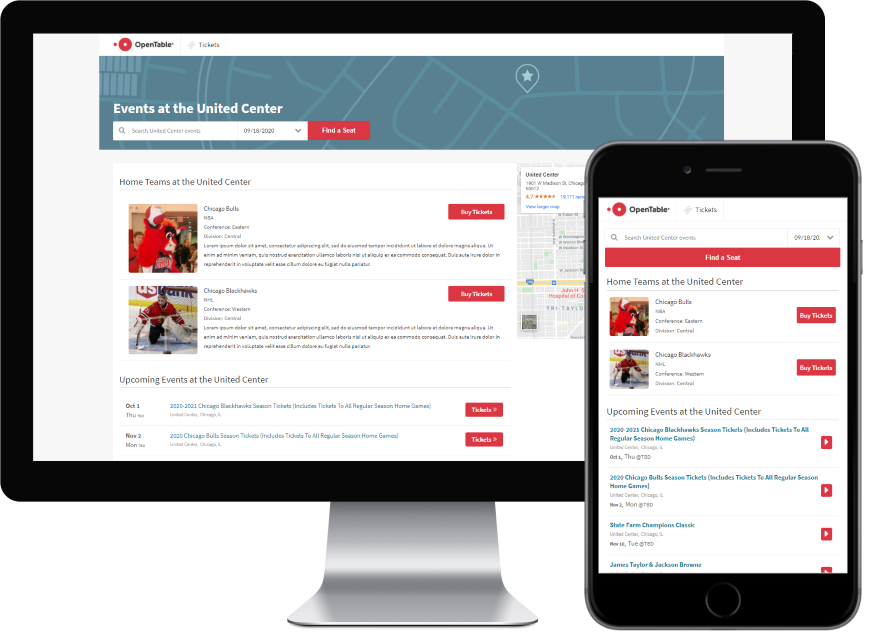 OpenTable
Tickets
Events at the United Center
Search United Center events
09/18/2020
Find a Seat
Home Teams at the United Center
Chicago Bulls
NBA
Conference: Eastern
Division: Central
Lorem ipsum dolor sit amet, consectetur adipiscing elit, sed do eiusmod tempor incididunt ut labore et dolore magna aliqua. Ut
enim ad minim veniam, quis nostrud exercitation ullamco laboris nisi ut aliquip ex ea commodo consequat. Duis aute irure dolor in
reprehenderit in voluptate velit esse cillum dolore eu fugiat nulla pariatur.
Buy Tickets
Chicago Blackhawks
NHL
Conference: Western
Division: Central
Lorem ipsum dolor sit amet, consectetur adipiscing elit, sed do eiusmod tempor incididunt ut labore et dolore magna aliqua. Ut
enim ad minim veniam, quis nostrud exercitation ullamco laboris nisi ut aliquip ex ea commodo consequat. Duis aute irure dolor in
reprehenderit in voluptate velit esse cillum dolore eu fugiat nulla pariatur.
Buy Tickets
United Center
1901 W Madison St, Chicago
60612
4.7
View larger map
John H. S
Hospital of Co
TRI-TAYLO
Upcoming Events at the United Center
Oct 1
Thu TBD
2020-2021 Chicago Blackhawks Season Tickets (Includes Tickets To All Regular Season Home Games)
United Center, Chicago, IL
Tickets »
Nov 2
Mon TBD
2020 Chicago Bulls Season Tickets (Includes Tickets To All Regular Season Home Games)
United Center, Chicago, IL
Tickets »
OpenTable
Tickets
Search United Center events
09/18/20:
Find a Seat
Home Teams at the United Center
Chicago Bulls
NBA
Conference: Eastern
Division: Central
Buy Tickets
Chicago Blackhawks
NHL
Conference: Western
Division: Central
Buy Tickets
Upcoming Events at the United Center
2020-2021 Chicago Blackhawks Season Tickets (Includes Tickets To All
Regular Season Home Games)
United Center, Chicago, IL
Oct 1, Thu @TBD
2020 Chicago Bulls Season Tickets (Includes Tickets To All Regular Season
Home Games)
United Center, Chicago, IL
Nov 2, Mon @TBD
State Farm Champions Classic
United Center, Chicago, IL
Nov 10, Tue @TBD
James Taylor & Jackson Browne